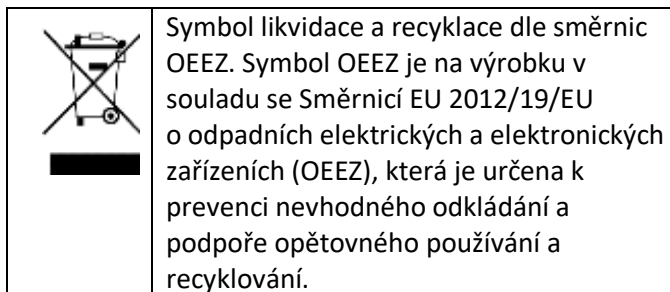 Symbol likvidace a recyklace dle směrnic
OEEZ. Symbol OEEZ je na výrobku v
souladu se Směrnicí EU 2012/19/EU
o odpadních elektrických a elektronických
zařízeních (OEEZ), která je určena k
prevenci nevhodného odkládání a
podpoře opětovného používání a
recyklování.